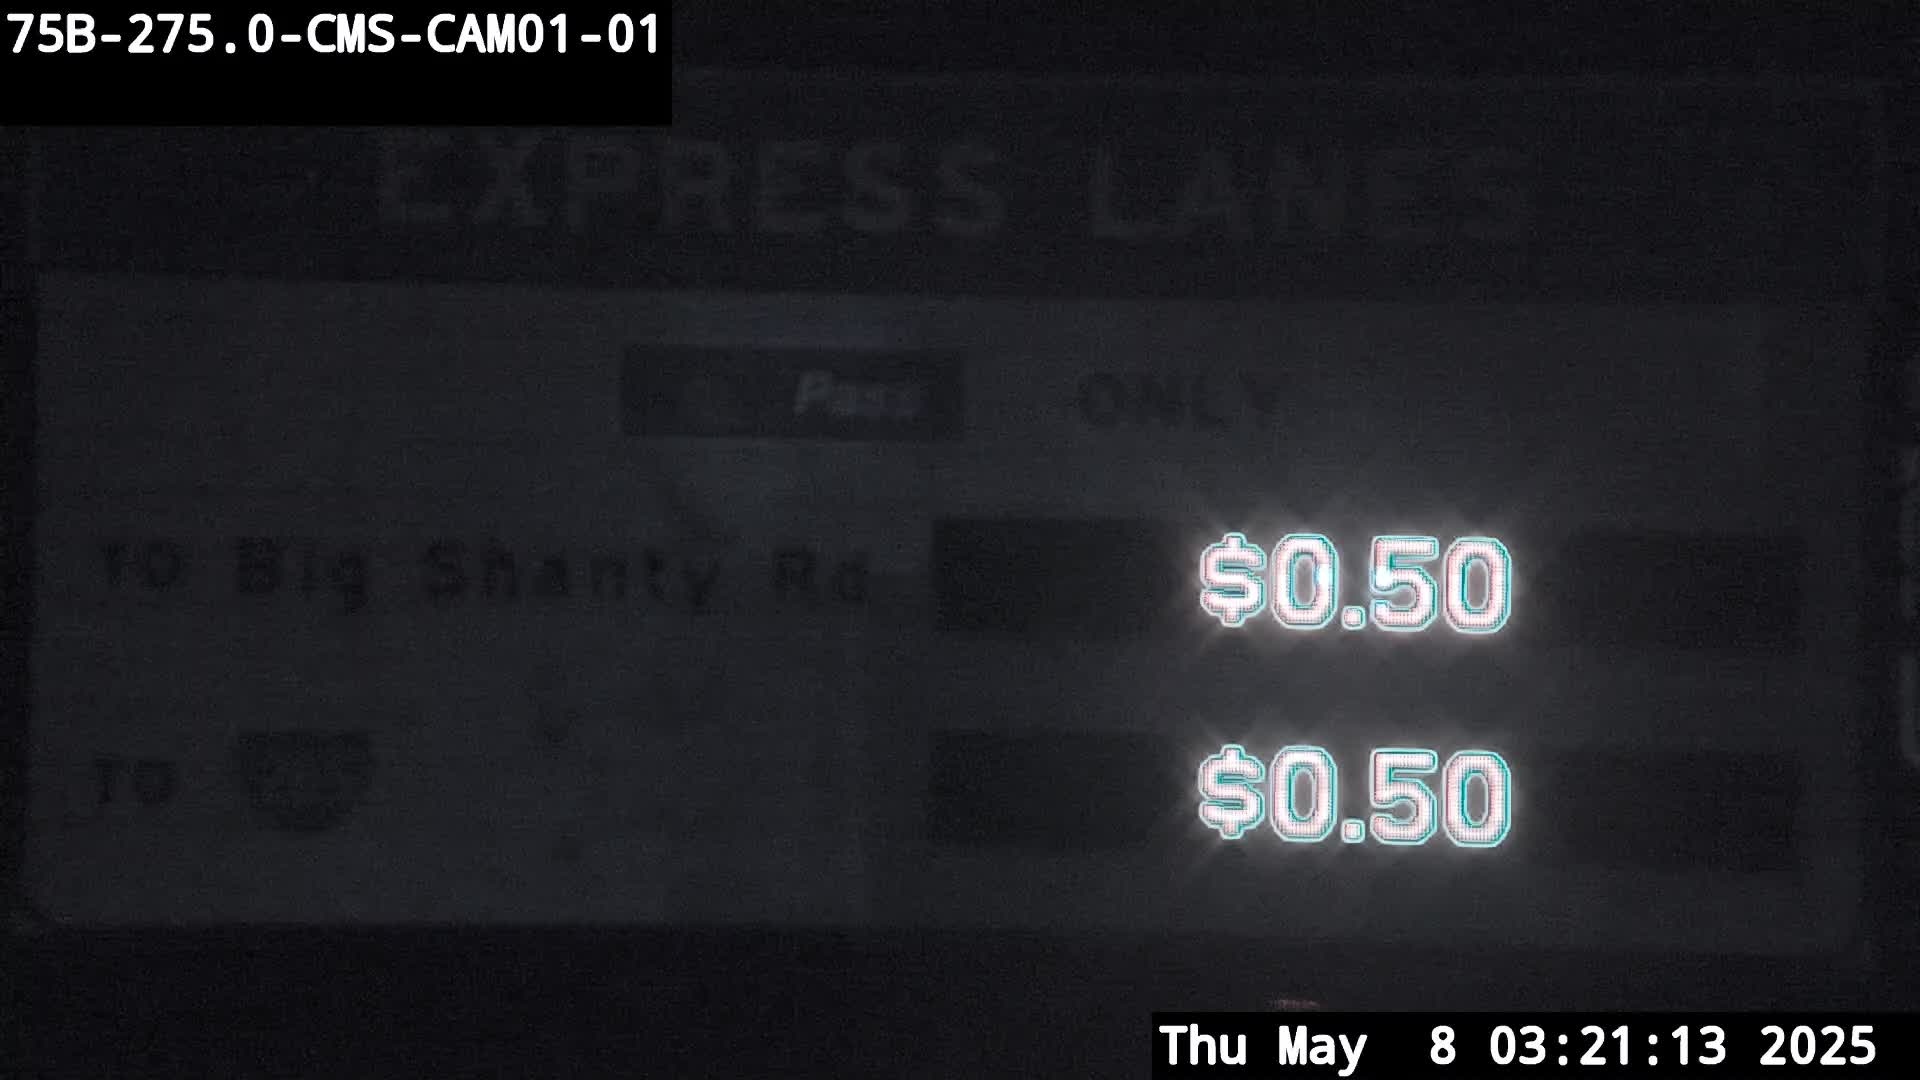 75B-275.0-CMS-CAM01-01
EXPRESS LANES
Pass ONLY
TO Big Shanty Rd $0.50
TO $0.50
Thu May 8 03:21:13 2025